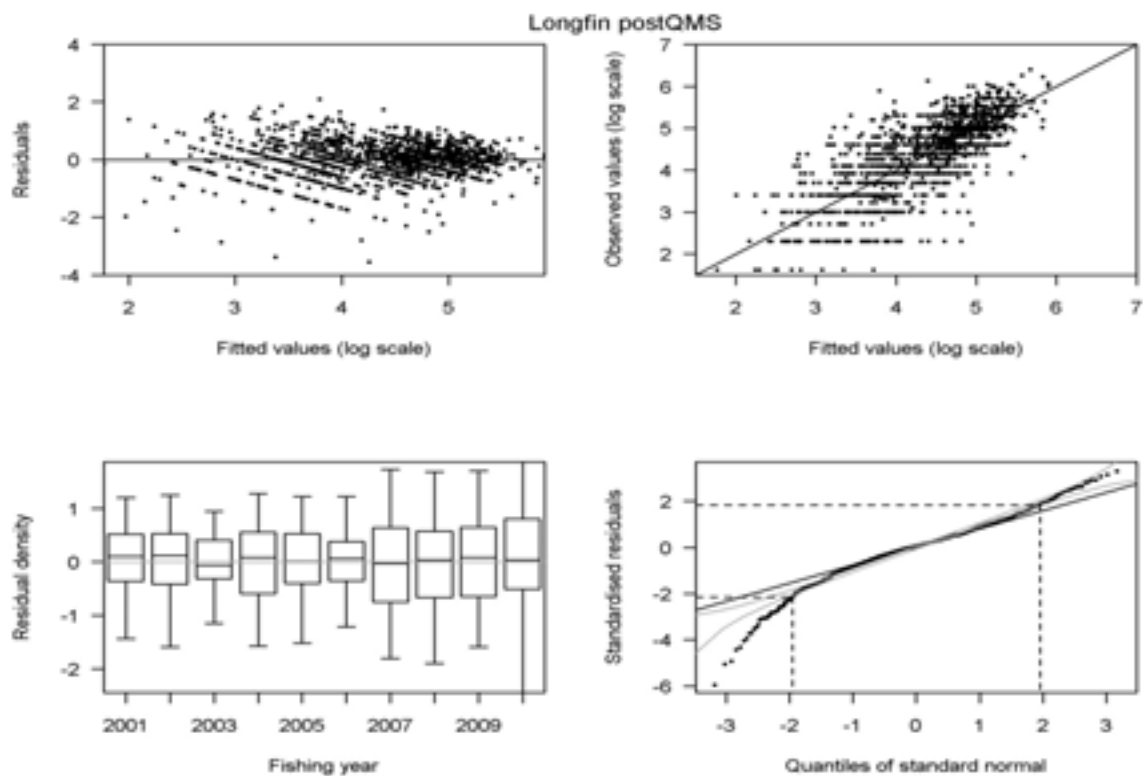 Longfin postQMS
4
2
0
-2
-4
Residuals
2 3 4 5
Fitted values (log scale)
7
6
5
4
3
2
Observed values (log scale)
2 3 4 5 6 7
Fitted values (log scale)
1
0
-1
-2
Residual density
2001 2003 2005 2007 2009
Fishing year
2
0
-2
-4
-6
Standardised residuals
-3 -2 -1 0 1 2 3
Quantiles of standard normal